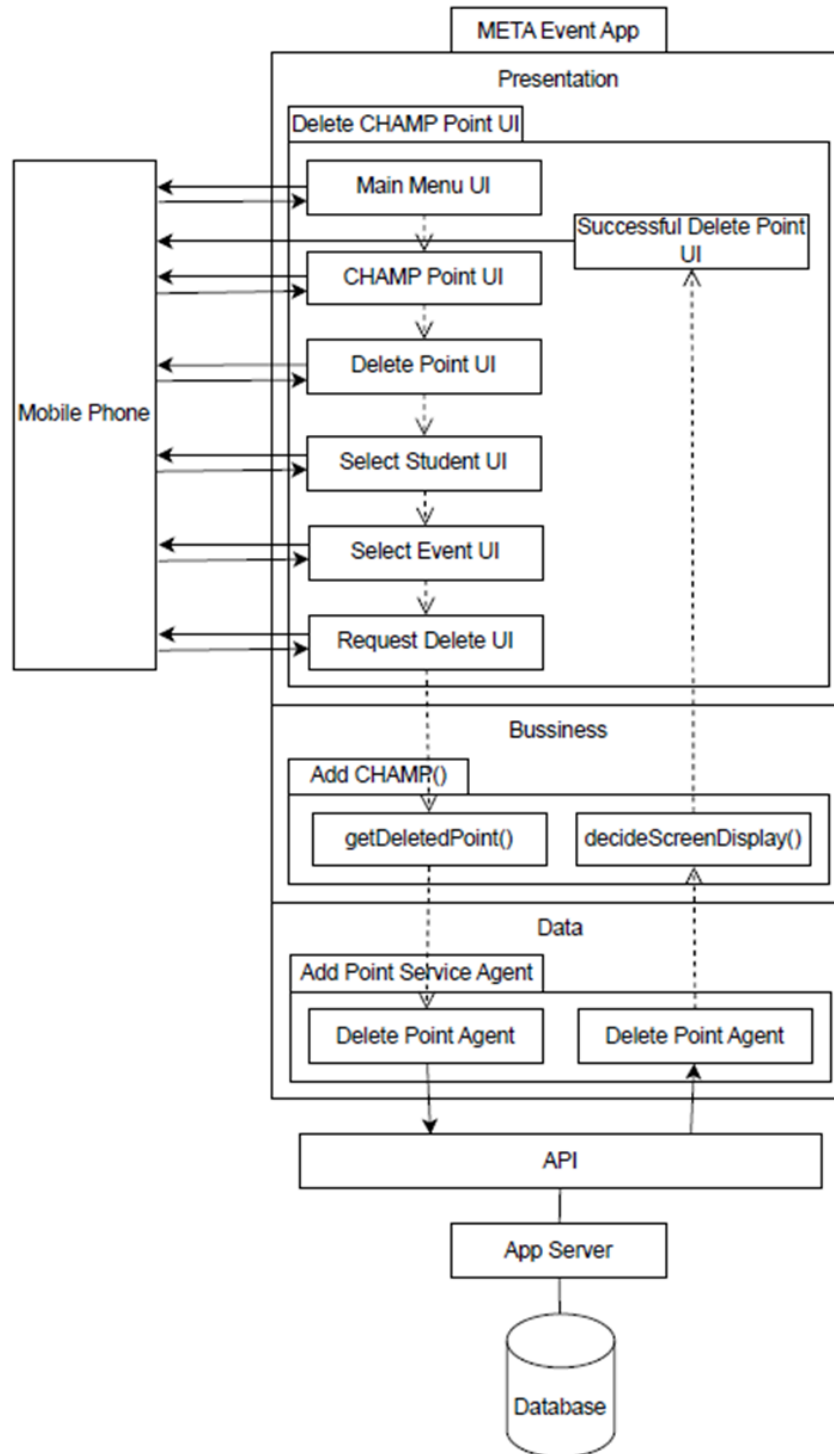 META Event App
Presentation
Delete CHAMP Point UI
Main Menu UI
Successful Delete Point
UI
CHAMP Point UI
Delete Point UI
Mobile Phone
Select Student UI
Select Event UI
Request Delete UI
Bussiness
Add CHAMP()
getDeletedPoint()
decideScreenDisplay()
Data
Add Point Service Agent
Delete Point Agent
Delete Point Agent
API
App Server
Database